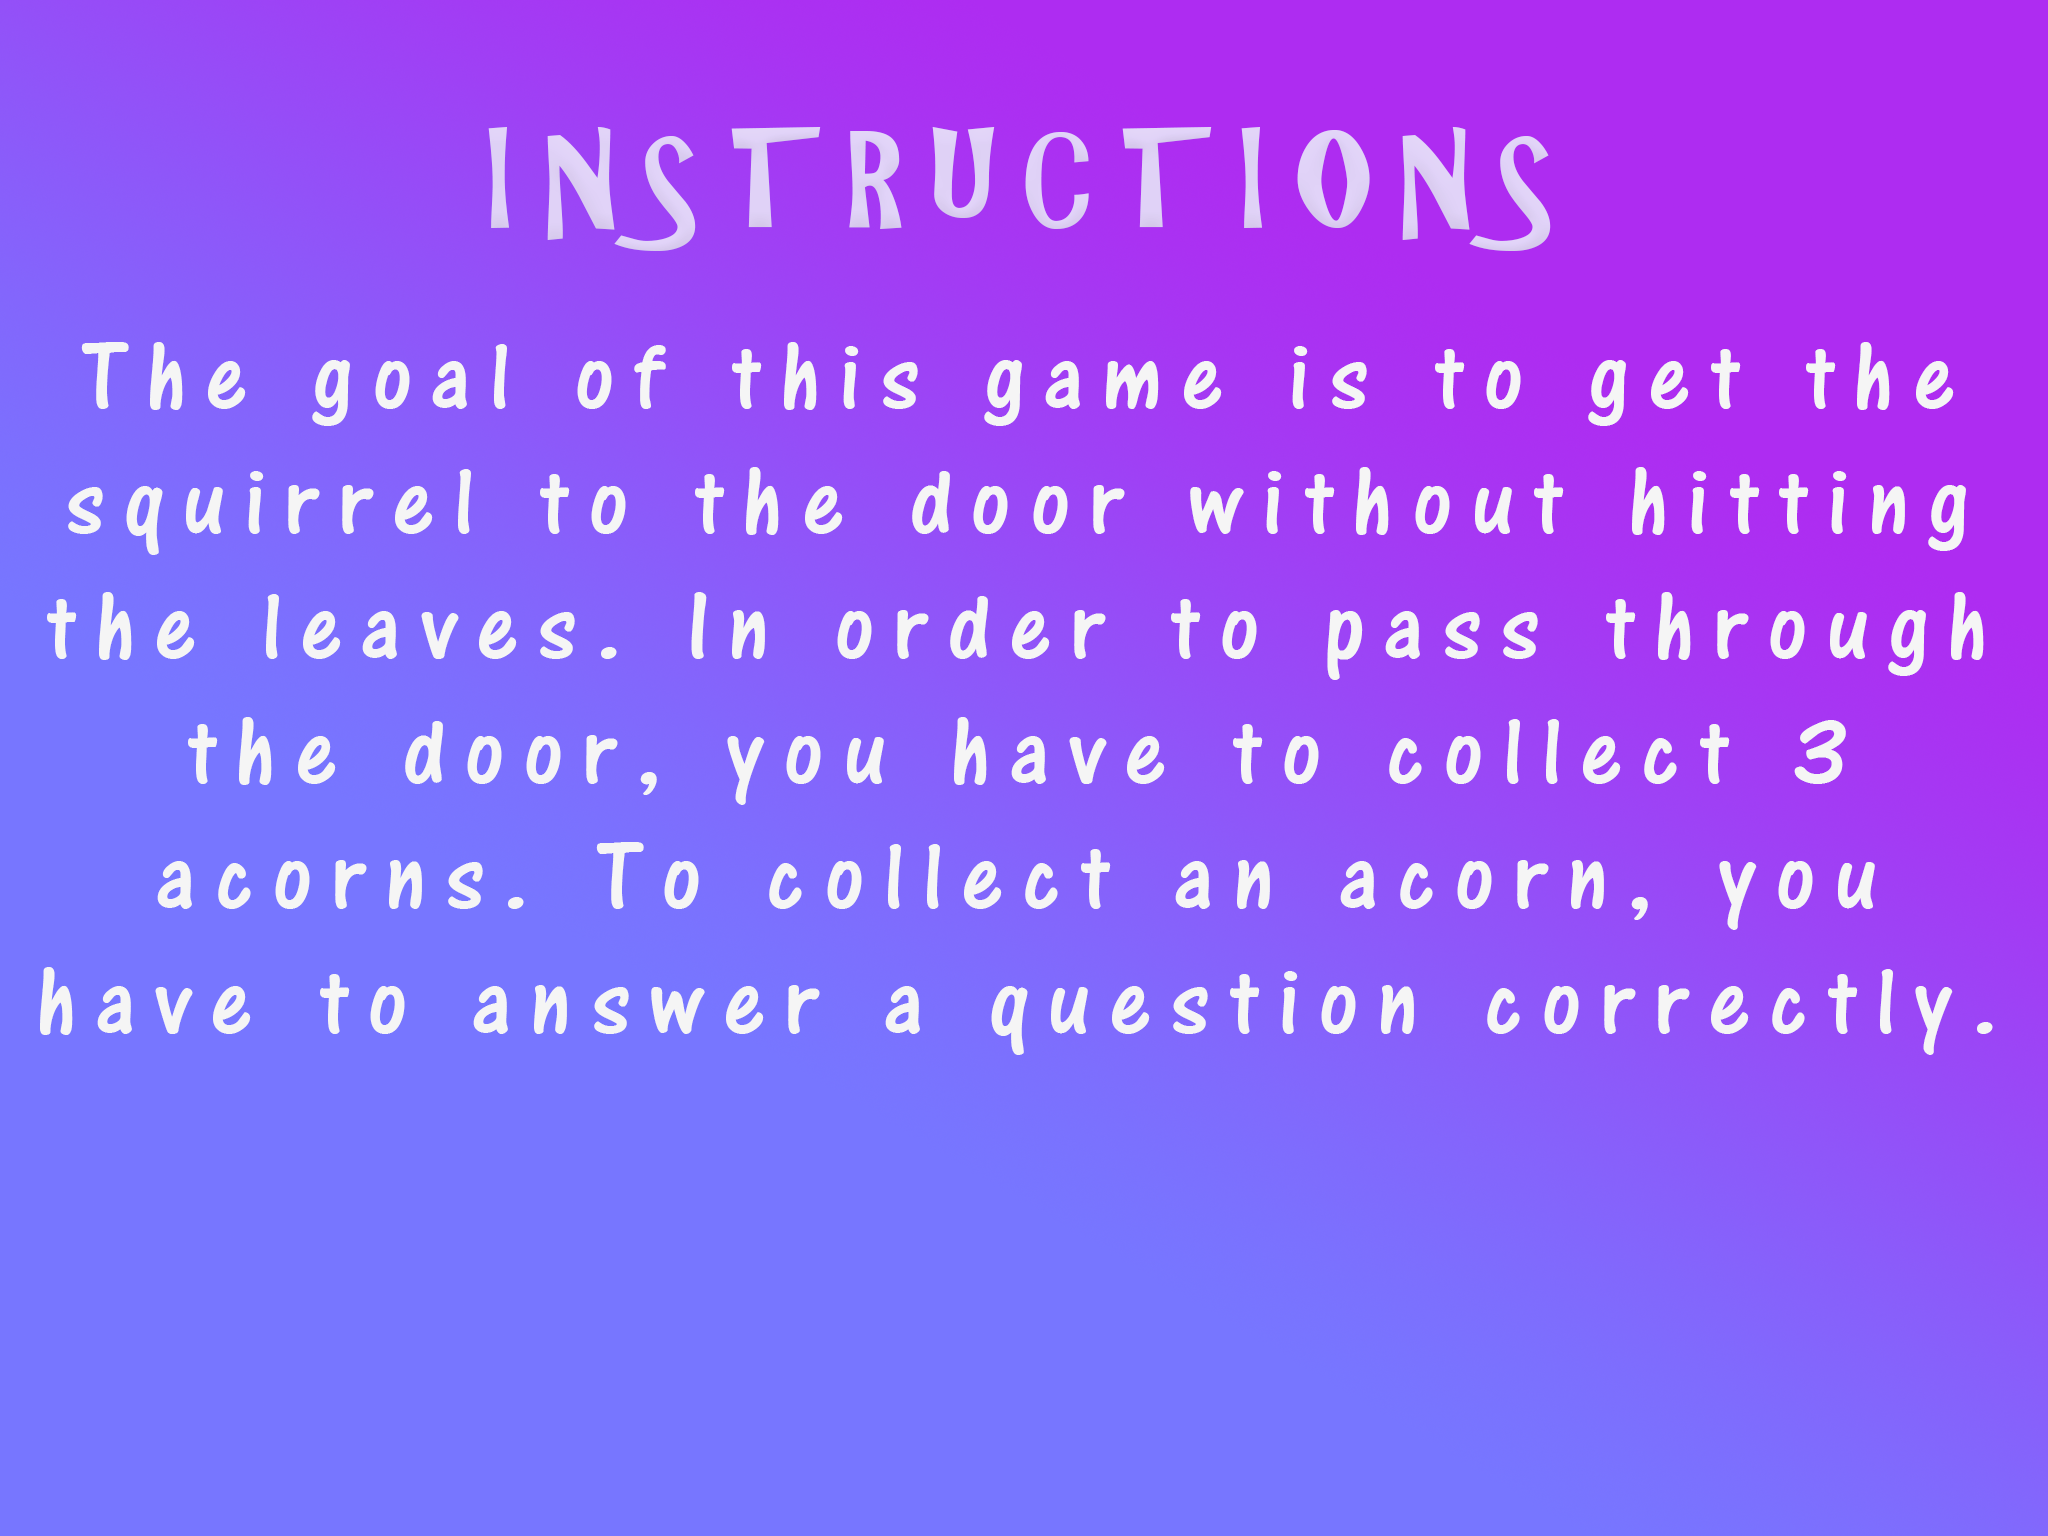 INSTRUCTIONS
The goal of this game is to get the
squirrel to the door without hitting
the leaves. In order to pass through
the door, you have to collect 3
acorns. To collect an acorn, you
have to answer a question correctly.